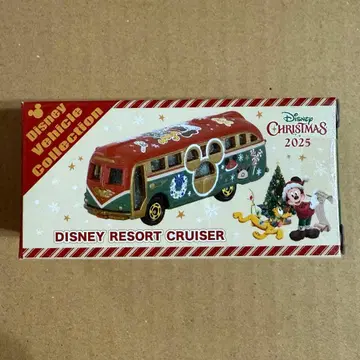 Disney
Vehicle
Collection
Disney
CHRISTMAS
2025
DISNEY RESORT CRUISER